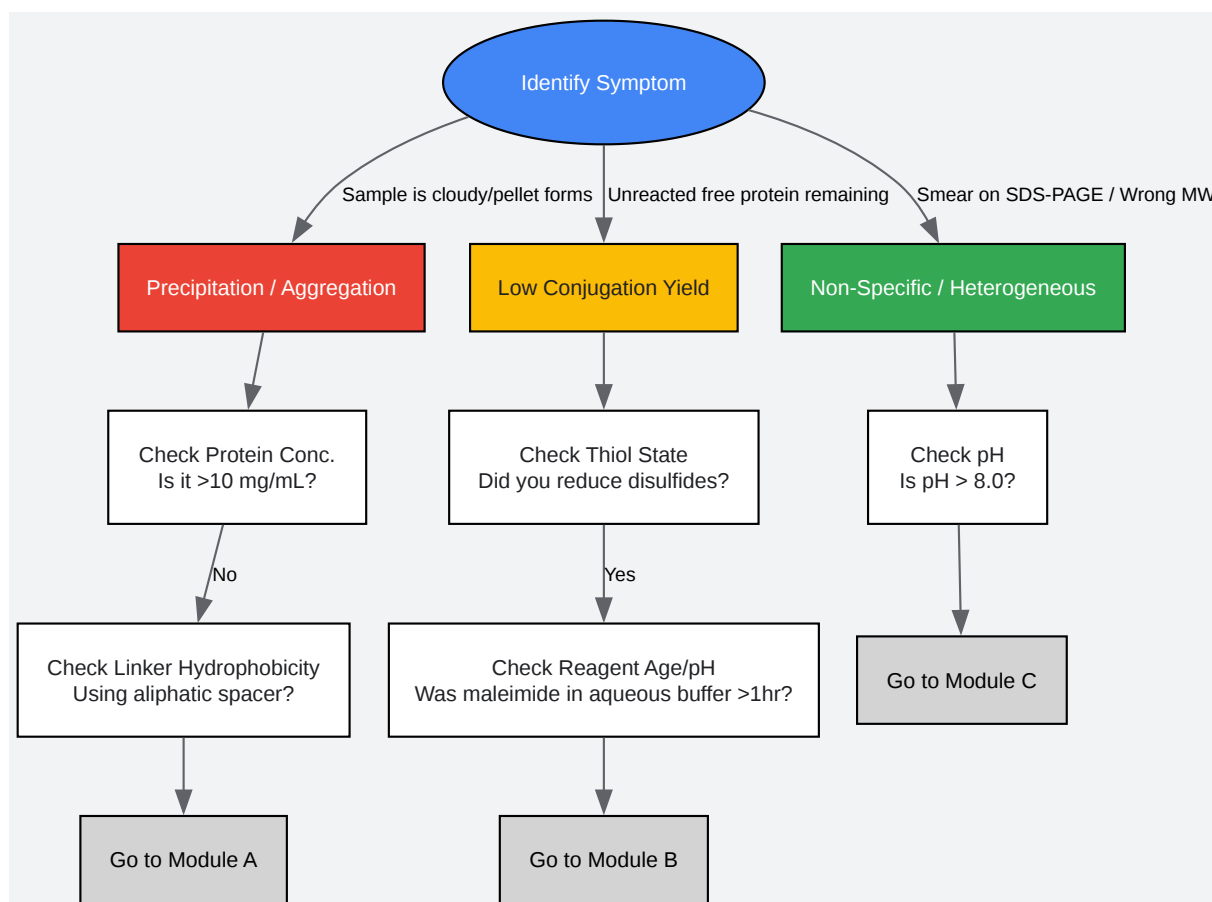 Identify Symptom
Sample is cloudy/pellet forms
Unreacted free protein remaining
Smear on SDS-PAGE / Wrong MW
Precipitation / Aggregation
Low Conjugation Yield
Non-Specific / Heterogeneous
Check Protein Conc.
Is it >10 mg/mL?
Check Thiol State
Did you reduce disulfides?
Check pH
Is pH > 8.0?
No
Yes
Check Linker Hydrophobicity
Using aliphatic spacer?
Check Reagent Age/pH
Was maleimide in aqueous buffer >1hr?
Go to Module C
Go to Module A
Go to Module B